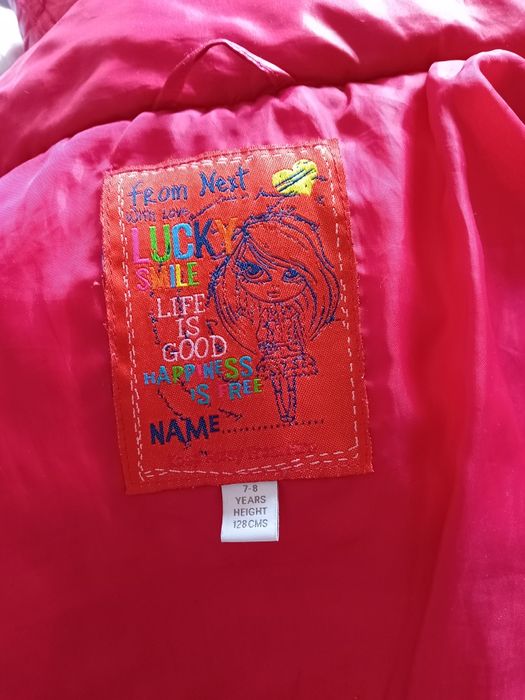 from Next
with Love
LUCKY
SMILE
LIFE
IS
GOOD
HAPPINESS
IS FREE
NAME..................
7-8
YEARS
HEIGHT
128CMS